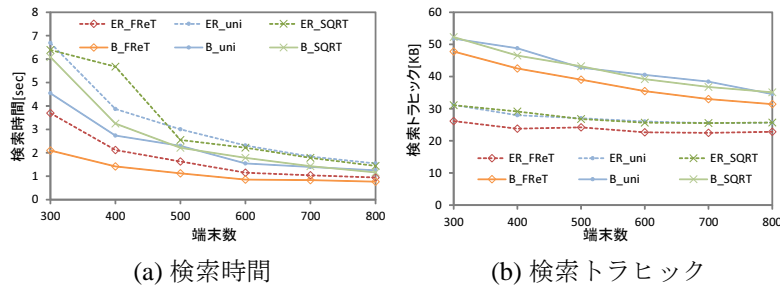 ER_FReT ER_uni ER_SQRT
B_FReT B_uni B_SQRT
検索時間[sec]
8
7
6
5
4
3
2
1
0
300 400 500 600 700 800
端末数
(a) 検索時間
検索トラヒック[KB]
60
50
40
30
20
10
0
ER_FReT ER_uni ER_SQRT
B_FReT B_uni B_SQRT
300 400 500 600 700 800
端末数
(b) 検索トラヒック